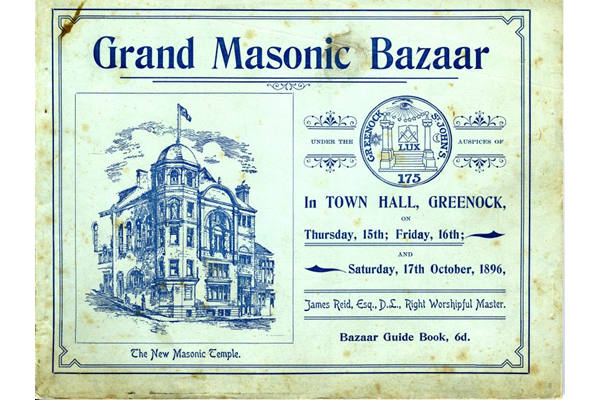 Grand Masonic Bazaar
UNDER THE
GREENOCK ST JOHN'S
LUX
175
AUSPICES OF
In TOWN HALL, GREENOCK,
ON
Thursday, 15th; Friday, 16th;
AND
Saturday, 17th October, 1896,
James Reid, Esq., D.L., Right Worshipful Master.
Bazaar Guide Book, 6d.
The New Masonic Temple.